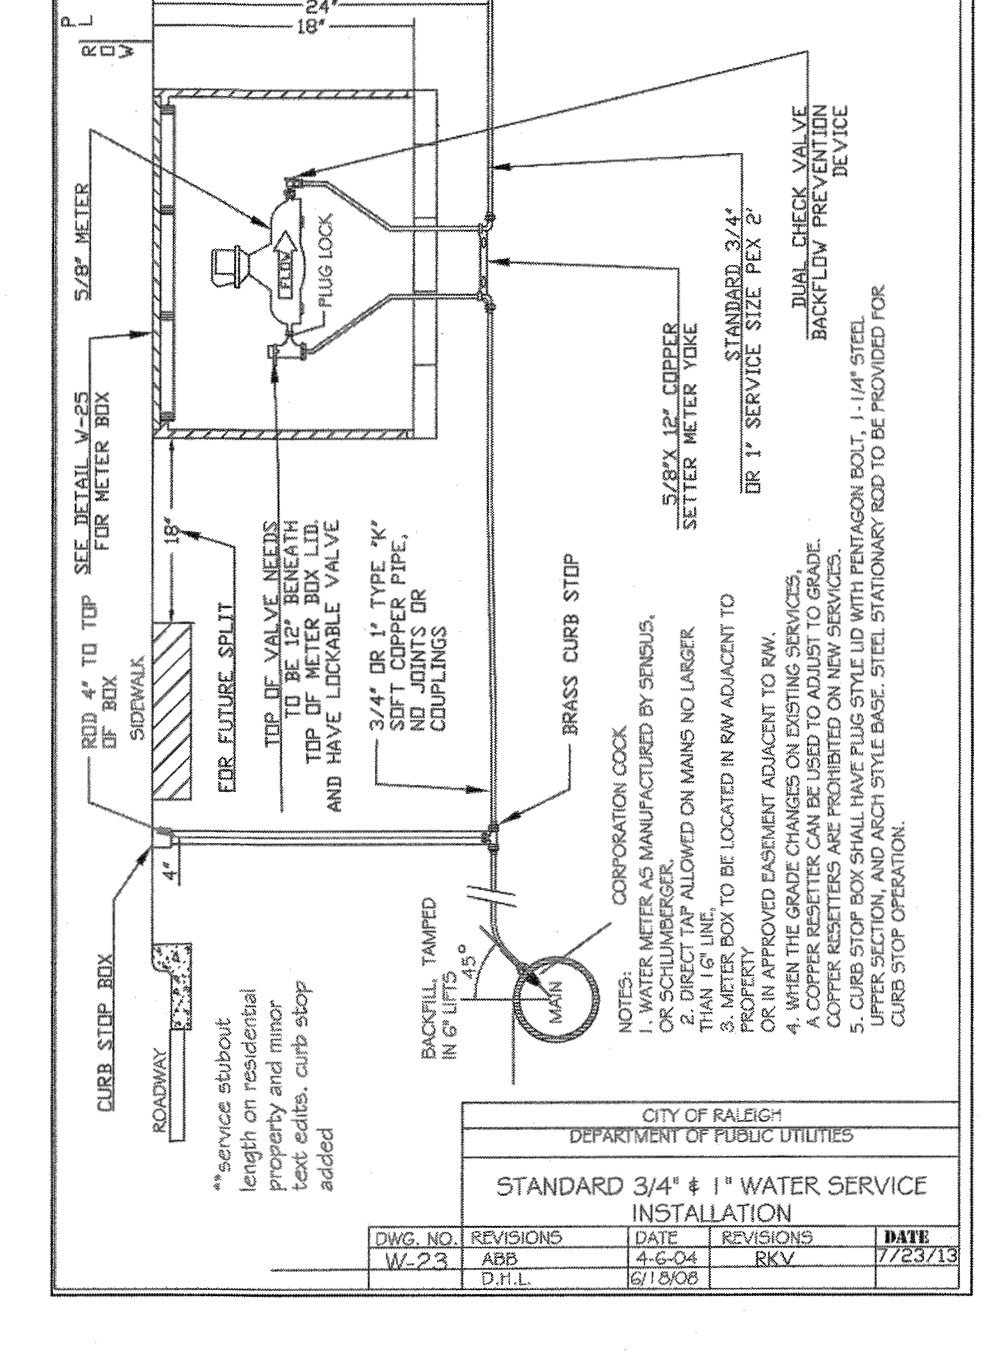 24"
18"
P
L
R
O
W
5/8" METER
SEE DETAIL W-25
FOR METER BOX
ROD 4" TO TOP
OF BOX
SIDEWALK
18"
FOR FUTURE SPLIT
FLOW
PLUG LOCK
TOP OF VALVE NEEDS
TO BE 12" BENEATH
TOP OF METER BOX LID.
AND HAVE LOCKABLE VALVE
3/4" OR 1" TYPE "K"
SOFT COPPER PIPE,
NO JOINTS OR
COUPLINGS
BRASS CURB STOP
5/8"X 12" COPPER
SETTER METER YOKE
STANDARD 3/4"
OR 1" SERVICE SIZE PEX 2'
DUAL CHECK VALVE
BACKFLOW PREVENTION
DEVICE
4"
CURB STOP BOX
ROADWAY
**service stubout
length on residential
property and minor
text edits. curb stop
added
BACKFILL, TAMPED
IN 6" LIFTS
45°
MAIN
CORPORATION COCK
NOTES:
1. WATER METER AS MANUFACTURED BY SENSUS,
OR SCHLUMBERGER.
2. DIRECT TAP ALLOWED ON MAINS NO LARGER
THAN 16" LINE.
3. METER BOX TO BE LOCATED IN R/W ADJACENT TO
PROPERTY
OR IN APPROVED EASEMENT ADJACENT TO R/W.
4. WHEN THE GRADE CHANGES ON EXISTING SERVICES,
A COPPER RESETTER CAN BE USED TO ADJUST TO GRADE.
COPPER RESETTERS ARE PROHIBITED ON NEW SERVICES.
5. CURB STOP BOX SHALL HAVE PLUG STYLE LID WITH PENTAGON BOLT, 1-1/4" STEEL
UPPER SECTION, AND ARCH STYLE BASE. STEEL STATIONARY ROD TO BE PROVIDED FOR
CURB STOP OPERATION.
CITY OF RALEIGH
DEPARTMENT OF PUBLIC UTILITIES
STANDARD 3/4" & 1" WATER SERVICE
INSTALLATION
DWG. NO. REVISIONS DATE REVISIONS DATE
W-23 ABB 4-6-04 RKV 7/23/13
D.H.L. 6/18/08